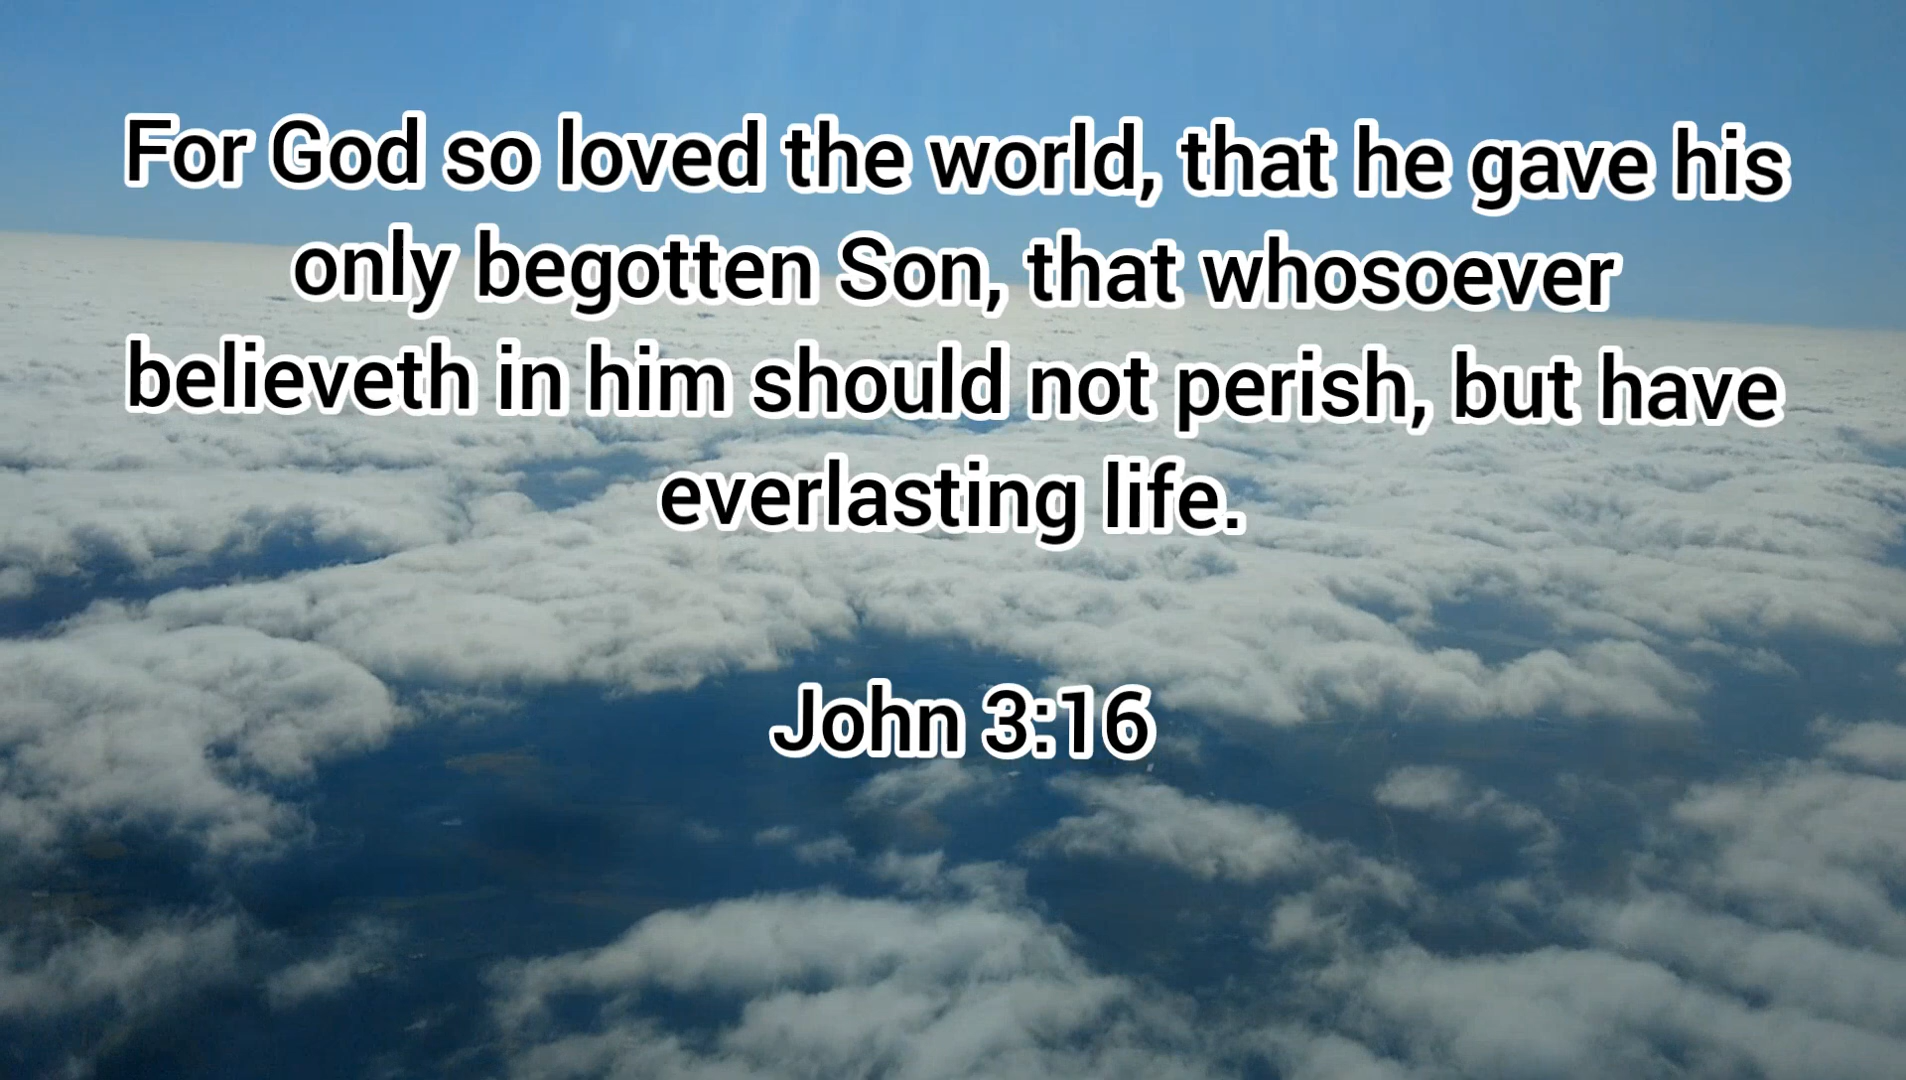 For God so loved the world, that he gave his
only begotten Son, that whosoever
believeth in him should not perish, but have
everlasting life.
John 3:16